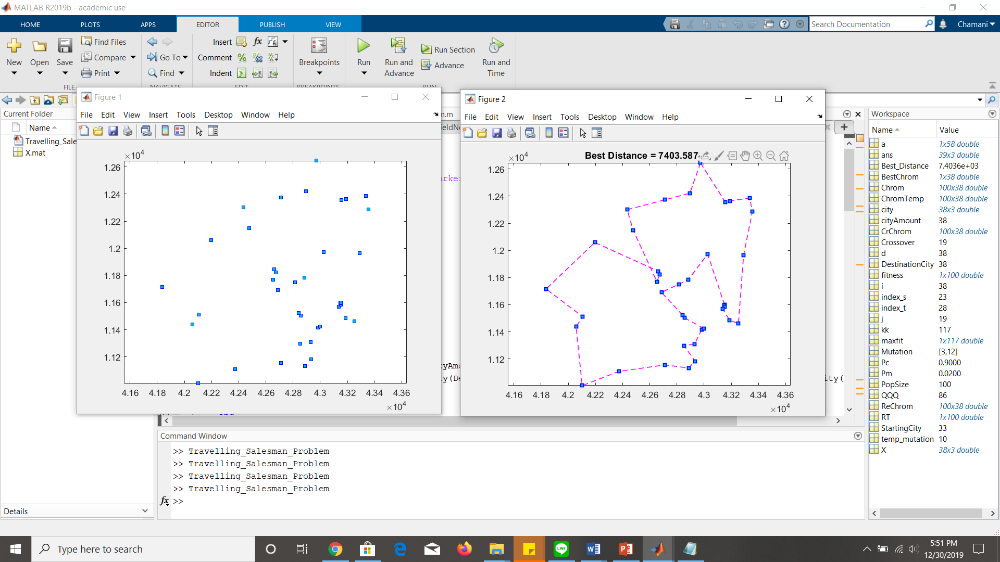 MATLAB R2019b - academic use
HOME PLOTS APPS EDITOR PUBLISH VIEW
Search Documentation
Chamani
New
Open
Save
Find Files
Compare
Print
FILE
Go To
Find
NAVIGATE
Insert
Comment
Indent
fx
fi
EDIT
Breakpoints
BREAKPOINTS
Run
Run and Advance
Run Section
Advance
Run and Time
RUN
Current Folder
Name
Travelling_Sale
X.mat
Details
Figure 1
File Edit View Insert Tools Desktop Window Help
×10^4
1.26
1.24
1.22
1.2
1.18
1.16
1.14
1.12
4.16 4.18 4.2 4.22 4.24 4.26 4.28 4.3 4.32 4.34 4.36
×10^4
Figure 2
File Edit View Insert Tools Desktop Window Help
×10^4
Best Distance = 7403.587
1.26
1.24
1.22
1.2
1.18
1.16
1.14
1.12
4.16 4.18 4.2 4.22 4.24 4.26 4.28 4.3 4.32 4.34 4.36
×10^4
Command Window
>> Travelling_Salesman_Problem
>> Travelling_Salesman_Problem
>> Travelling_Salesman_Problem
>> Travelling_Salesman_Problem
fx >>
Workspace
Name Value
a 1x58 double
ans 39x3 double
Best_Distance 7.4036e+03
BestChrom 1x38 double
Chrom 100x38 double
ChromTemp 100x38 double
city 38x3 double
cityAmount 38
CrChrom 100x38 double
Crossover 19
d 38
DestinationCity 38
fitness 1x100 double
i 38
index_s 23
index_t 28
j 19
kk 117
maxfit 1x117 double
Mutation [3,12]
Pc 0.9000
Pm 0.0200
PopSize 100
QQQ 86
ReChrom 100x38 double
RT 1x100 double
StartingCity 33
temp_mutation 10
X 38x3 double
Type here to search
LINE
5:51 PM
12/30/2019